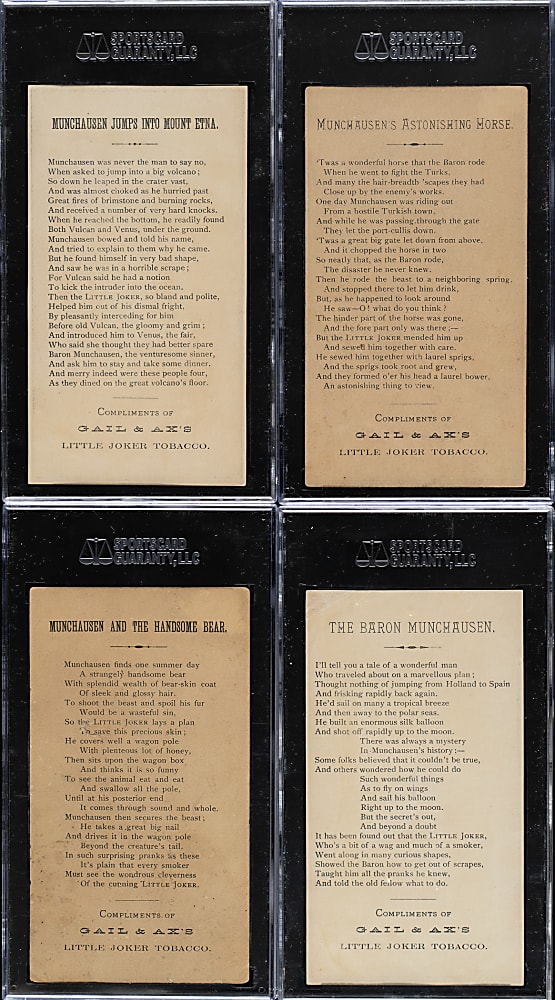 SPORTSCARD
GUARANTY, LLC
MUNCHAUSEN JUMPS INTO MOUNT ETNA.
Munchausen was never the man to say no,
When asked to jump into a big volcano;
So down he leaped in the crater vast,
And was almost choked as he hurried past
Great fires of brimstone and burning rocks,
And received a number of very hard knocks.
When he reached the bottom, he readily found
Both Vulcan and Venus, under the ground.
Munchausen bowed and told his name,
And tried to explain to them why he came.
But he found himself in very bad shape,
And saw he was in a horrible scrape;
For Vulcan said he had a notion
To kick the intruder into the ocean.
Then the LITTLE JOKER, so bland and polite,
Helped him out of his dismal fright,
By pleasantly interceding for him
Before old Vulcan, the gloomy and grim;
And introduced him to Venus, the fair,
Who said she thought they had better spare
Baron Munchausen, the venturesome sinner,
And ask him to stay and take some dinner.
And merry indeed were these people four,
As they dined on the great volcano's floor.
COMPLIMENTS OF
GAIL & AX'S
LITTLE JOKER TOBACCO.
SPORTSCARD
GUARANTY, LLC
MUNCHAUSEN'S ASTONISHING HORSE.
'Twas a wonderful horse that the Baron rode
When he went to fight the Turks.
And many the hair-breadth 'scapes they had
Close up by the enemy's works.
One day Munchausen was riding out
From a hostile Turkish town,
And while he was passing through the gate
They let the port-cullis down.
'Twas a great big gate let down from above,
And it chopped the horse in two
So neatly that, as the Baron rode,
The disaster he never knew.
Then he rode the beast to a neighboring spring,
And stopped there to let him drink,
But, as he happened to look around
He saw—O! what do you think?
The hinder part of the horse was gone,
And the fore part only was there;—
But the LITTLE JOKER mended him up
And sewed him together with care.
He sewed him together with laurel sprigs,
And the sprigs took root and grew,
And they formed o'er his head a laurel bower,
An astonishing thing to view.
COMPLIMENTS OF
GAIL & AX'S
LITTLE JOKER TOBACCO.
SPORTSCARD
GUARANTY, LLC
MUNCHAUSEN AND THE HANDSOME BEAR.
Munchausen finds one summer day
A strangely handsome bear
With splendid wealth of bear-skin coat
Of sleek and glossy hair.
To shoot the beast and spoil his fur
Would be a wasteful sin,
So the LITTLE JOKER lays a plan
To save this precious skin;
He covers well a wagon pole
With plenteous lot of honey,
Then sits upon the wagon box
And thinks it is so funny
To see the animal eat and eat
And swallow all the pole,
Until at his posterior end
It comes through sound and whole.
Munchausen then secures the beast;
He takes a great big nail
And drives it in the wagon pole
Beyond the creature's tail.
In such surprising pranks as these
It's plain that every smoker
Must see the wondrous cleverness
Of the cunning LITTLE JOKER.
COMPLIMENTS OF
GAIL & AX'S
LITTLE JOKER TOBACCO.
SPORTSCARD
GUARANTY, LLC
THE BARON MUNCHAUSEN.
I'll tell you a tale of a wonderful man
Who traveled about on a marvellous plan;
Thought nothing of jumping from Holland to Spain
And frisking rapidly back again.
He'd sail on many a tropical breeze
And then away to the polar seas.
He built an enormous silk balloon
And shot off rapidly up to the moon.
There was always a mystery
In Munchausen's history:—
Some folks believed that it couldn't be true,
And others wondered how he could do
Such wonderful things
As to fly on wings
And sail his balloon
Right up to the moon.
But the secret's out,
And beyond a doubt
It has been found out that the LITTLE JOKER,
Who's a bit of a wag and much of a smoker,
Went along in many curious shapes,
Showed the Baron how to get out of scrapes,
Taught him all the pranks he knew,
And told the old fellow what to do.
COMPLIMENTS OF
GAIL & AX'S
LITTLE JOKER TOBACCO.